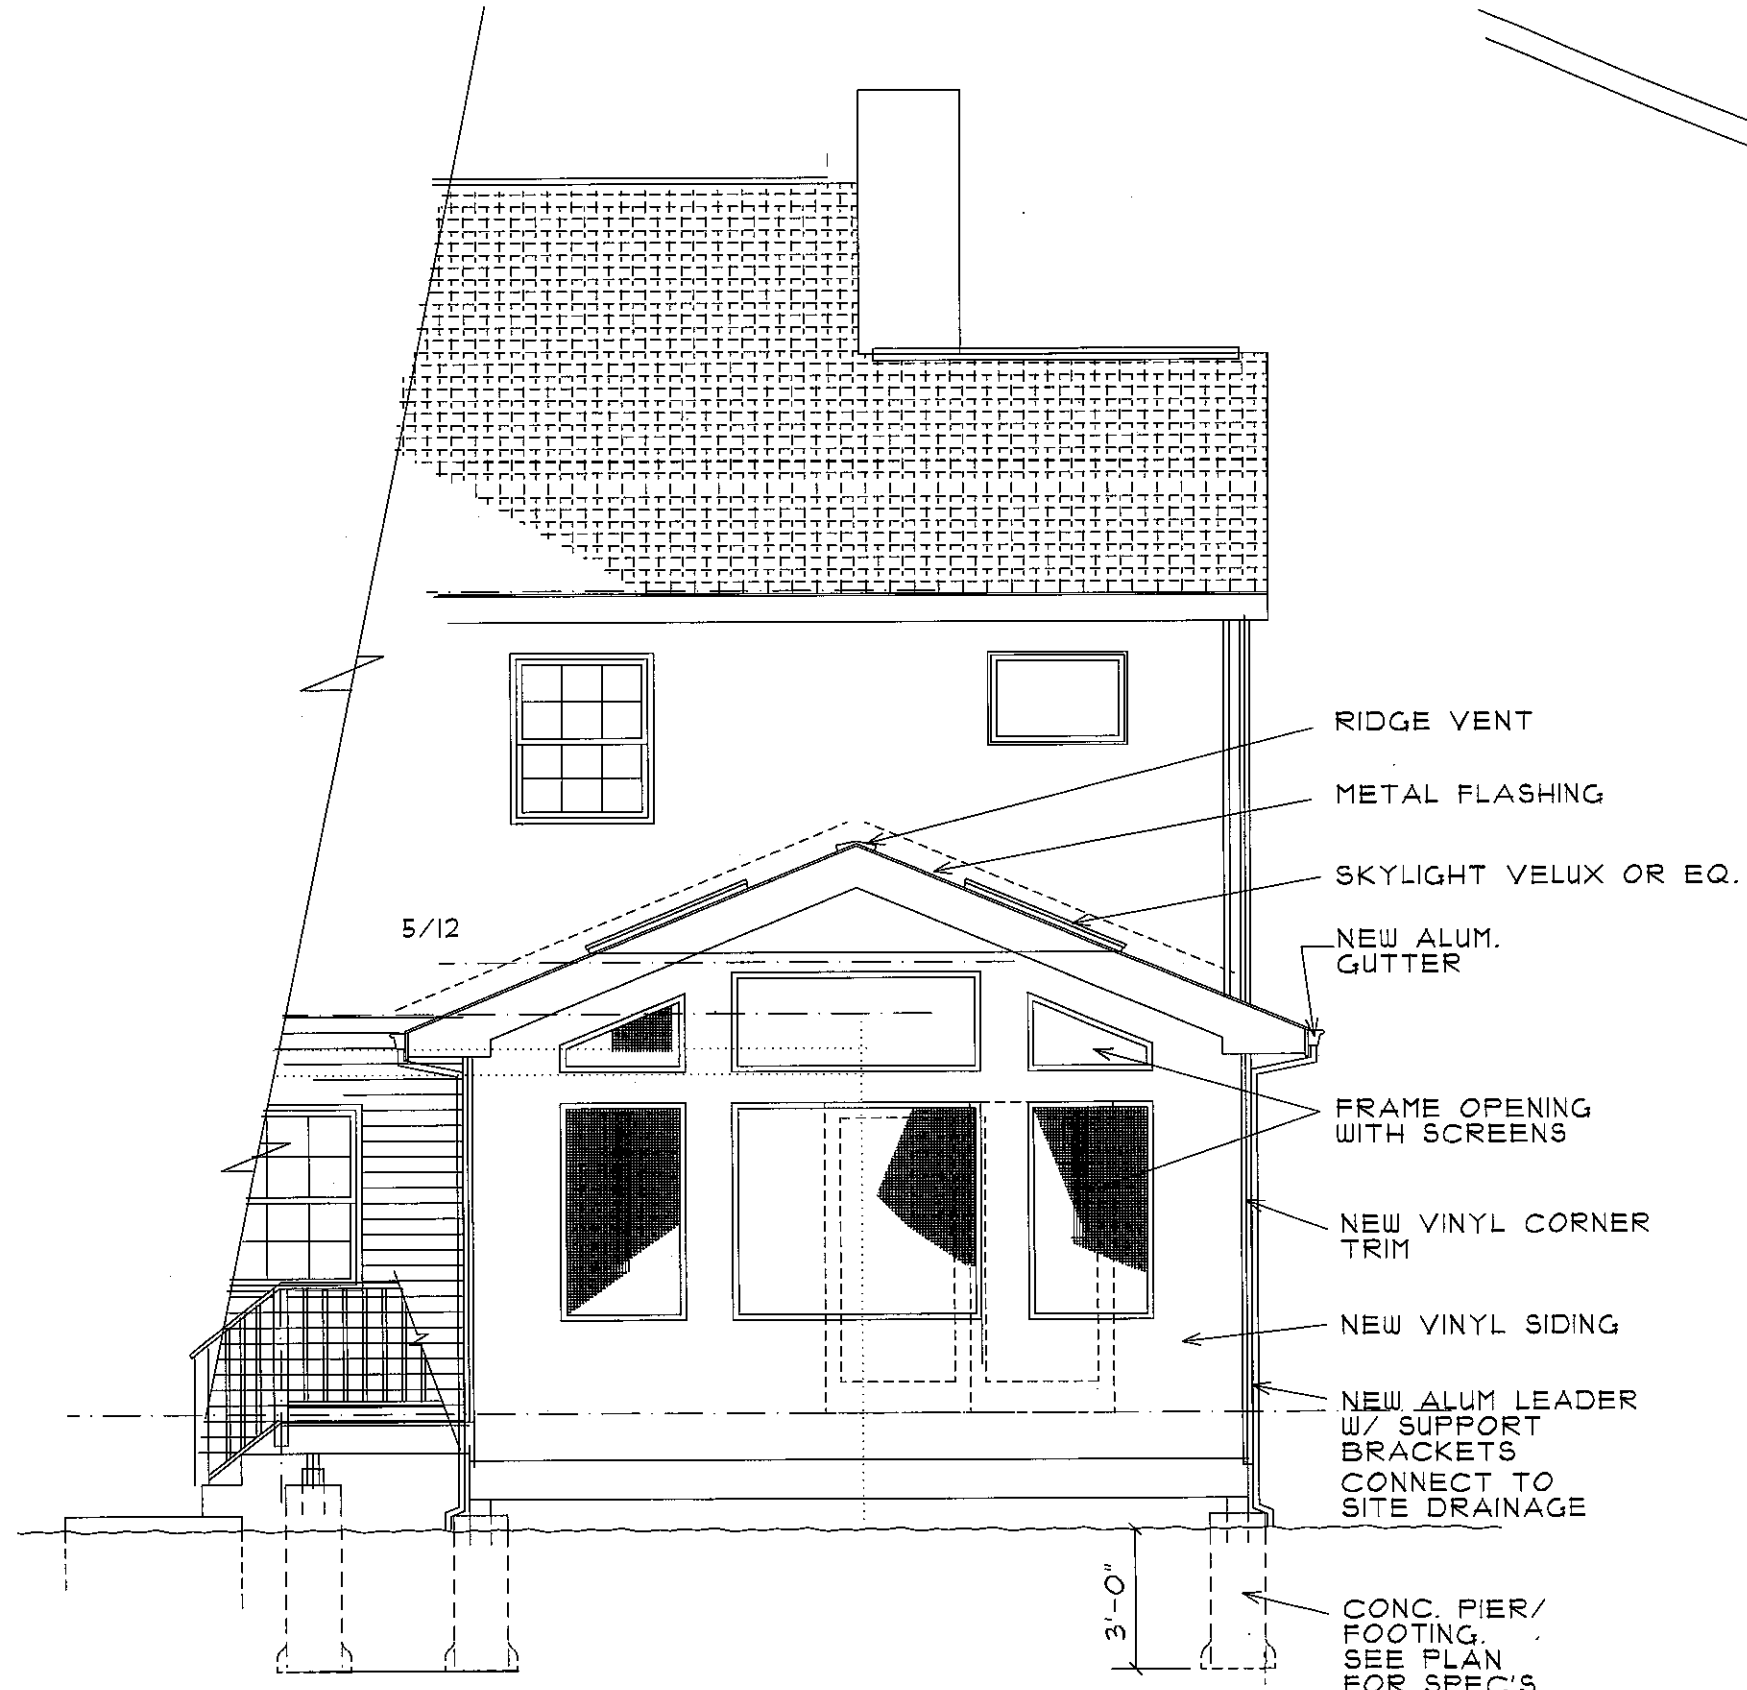 RIDGE VENT
METAL FLASHING
SKYLIGHT VELUX OR EQ.
5/12
NEW ALUM.
GUTTER
FRAME OPENING
WITH SCREENS
NEW VINYL CORNER
TRIM
NEW VINYL SIDING
NEW ALUM LEADER
W/ SUPPORT
BRACKETS
CONNECT TO
SITE DRAINAGE
3'-0"
CONC. PIER/
FOOTING.
SEE PLAN
FOR SPEC'S